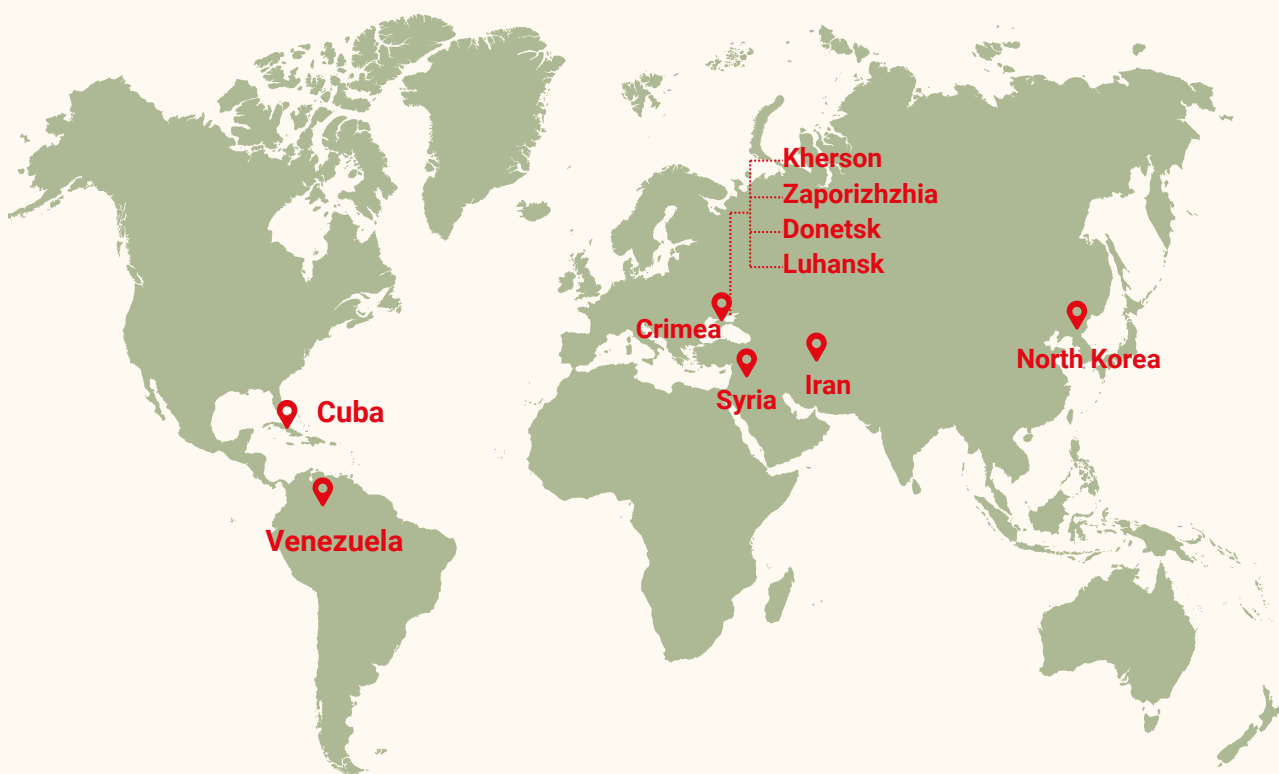 Kherson
Zaporizhzhia
Donetsk
Luhansk
Crimea
North Korea
Iran
Syria
Cuba
Venezuela